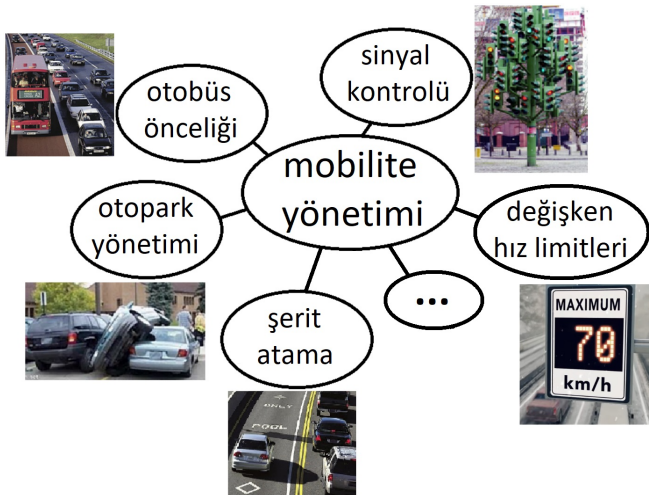 sinyal
kontrolü
otobüs
önceliği
mobilite
yönetimi
otopark
yönetimi
değişken
hız limitleri
...
şerit
atama
MAXIMUM
70
km/h